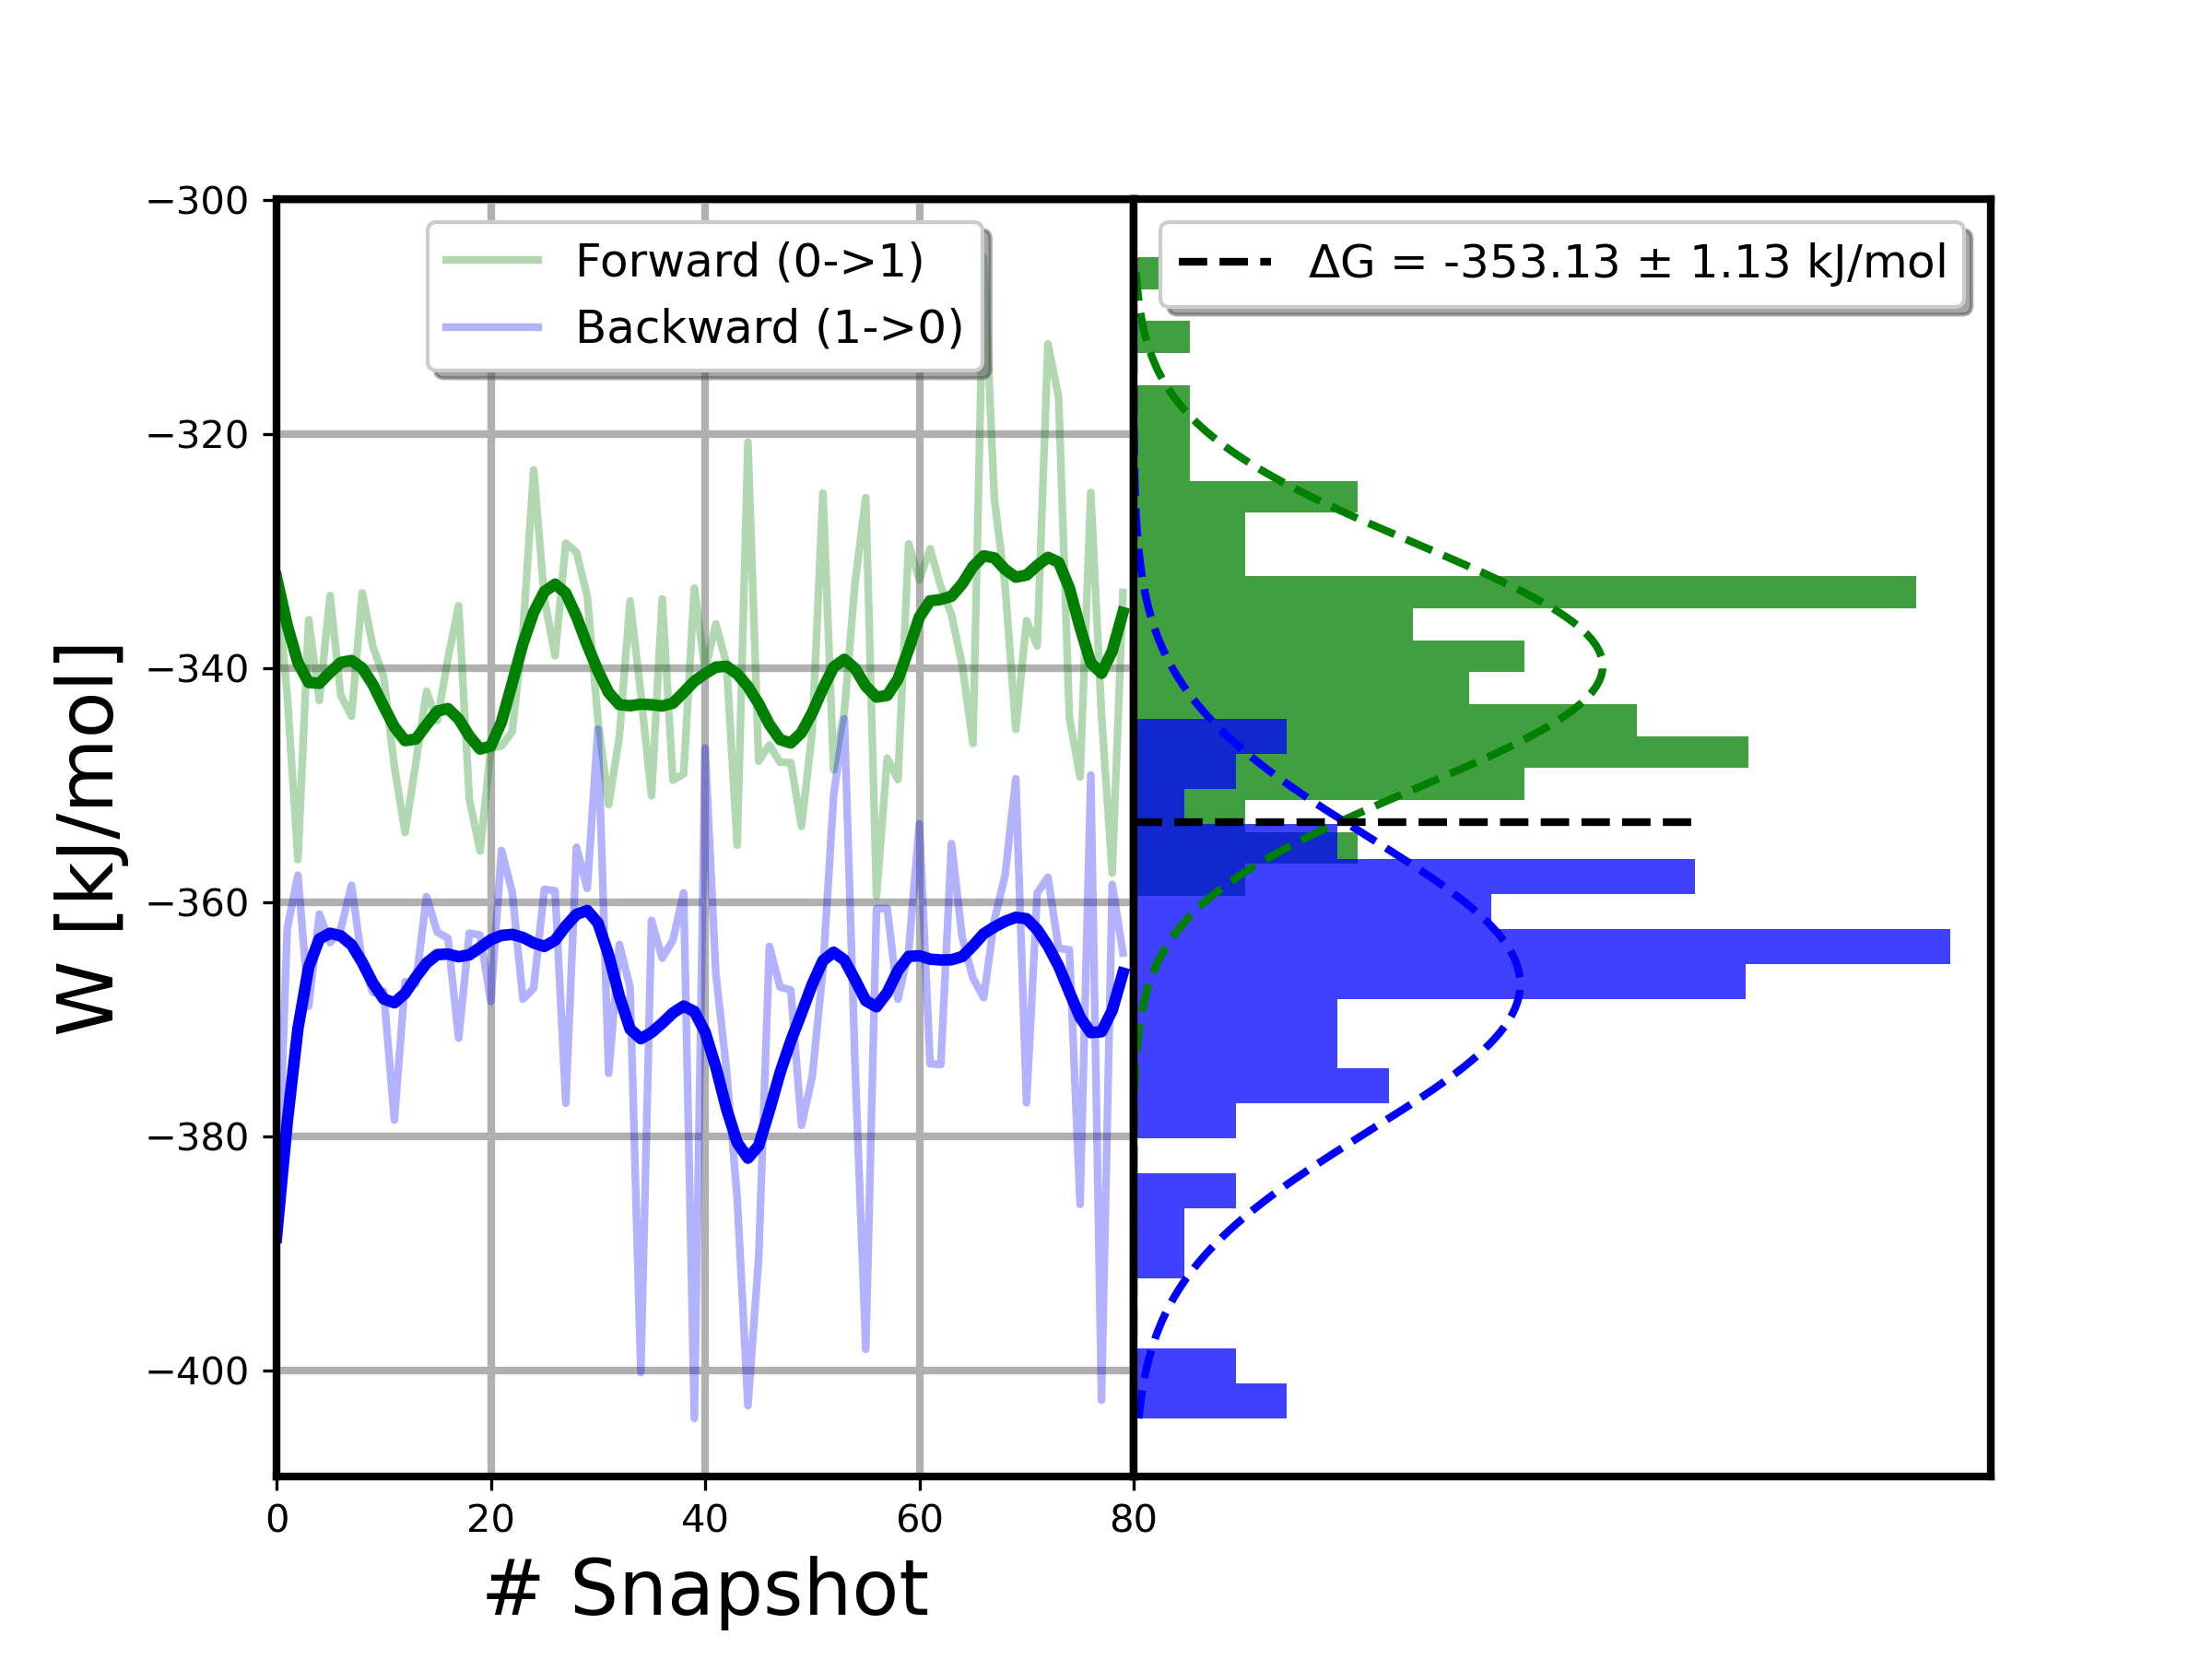 −300
−320
−340
−360
−380
−400
W [kJ/mol]
Forward (0->1)
Backward (1->0)
ΔG = -353.13 ± 1.13 kJ/mol
0 20 40 60 80
# Snapshot